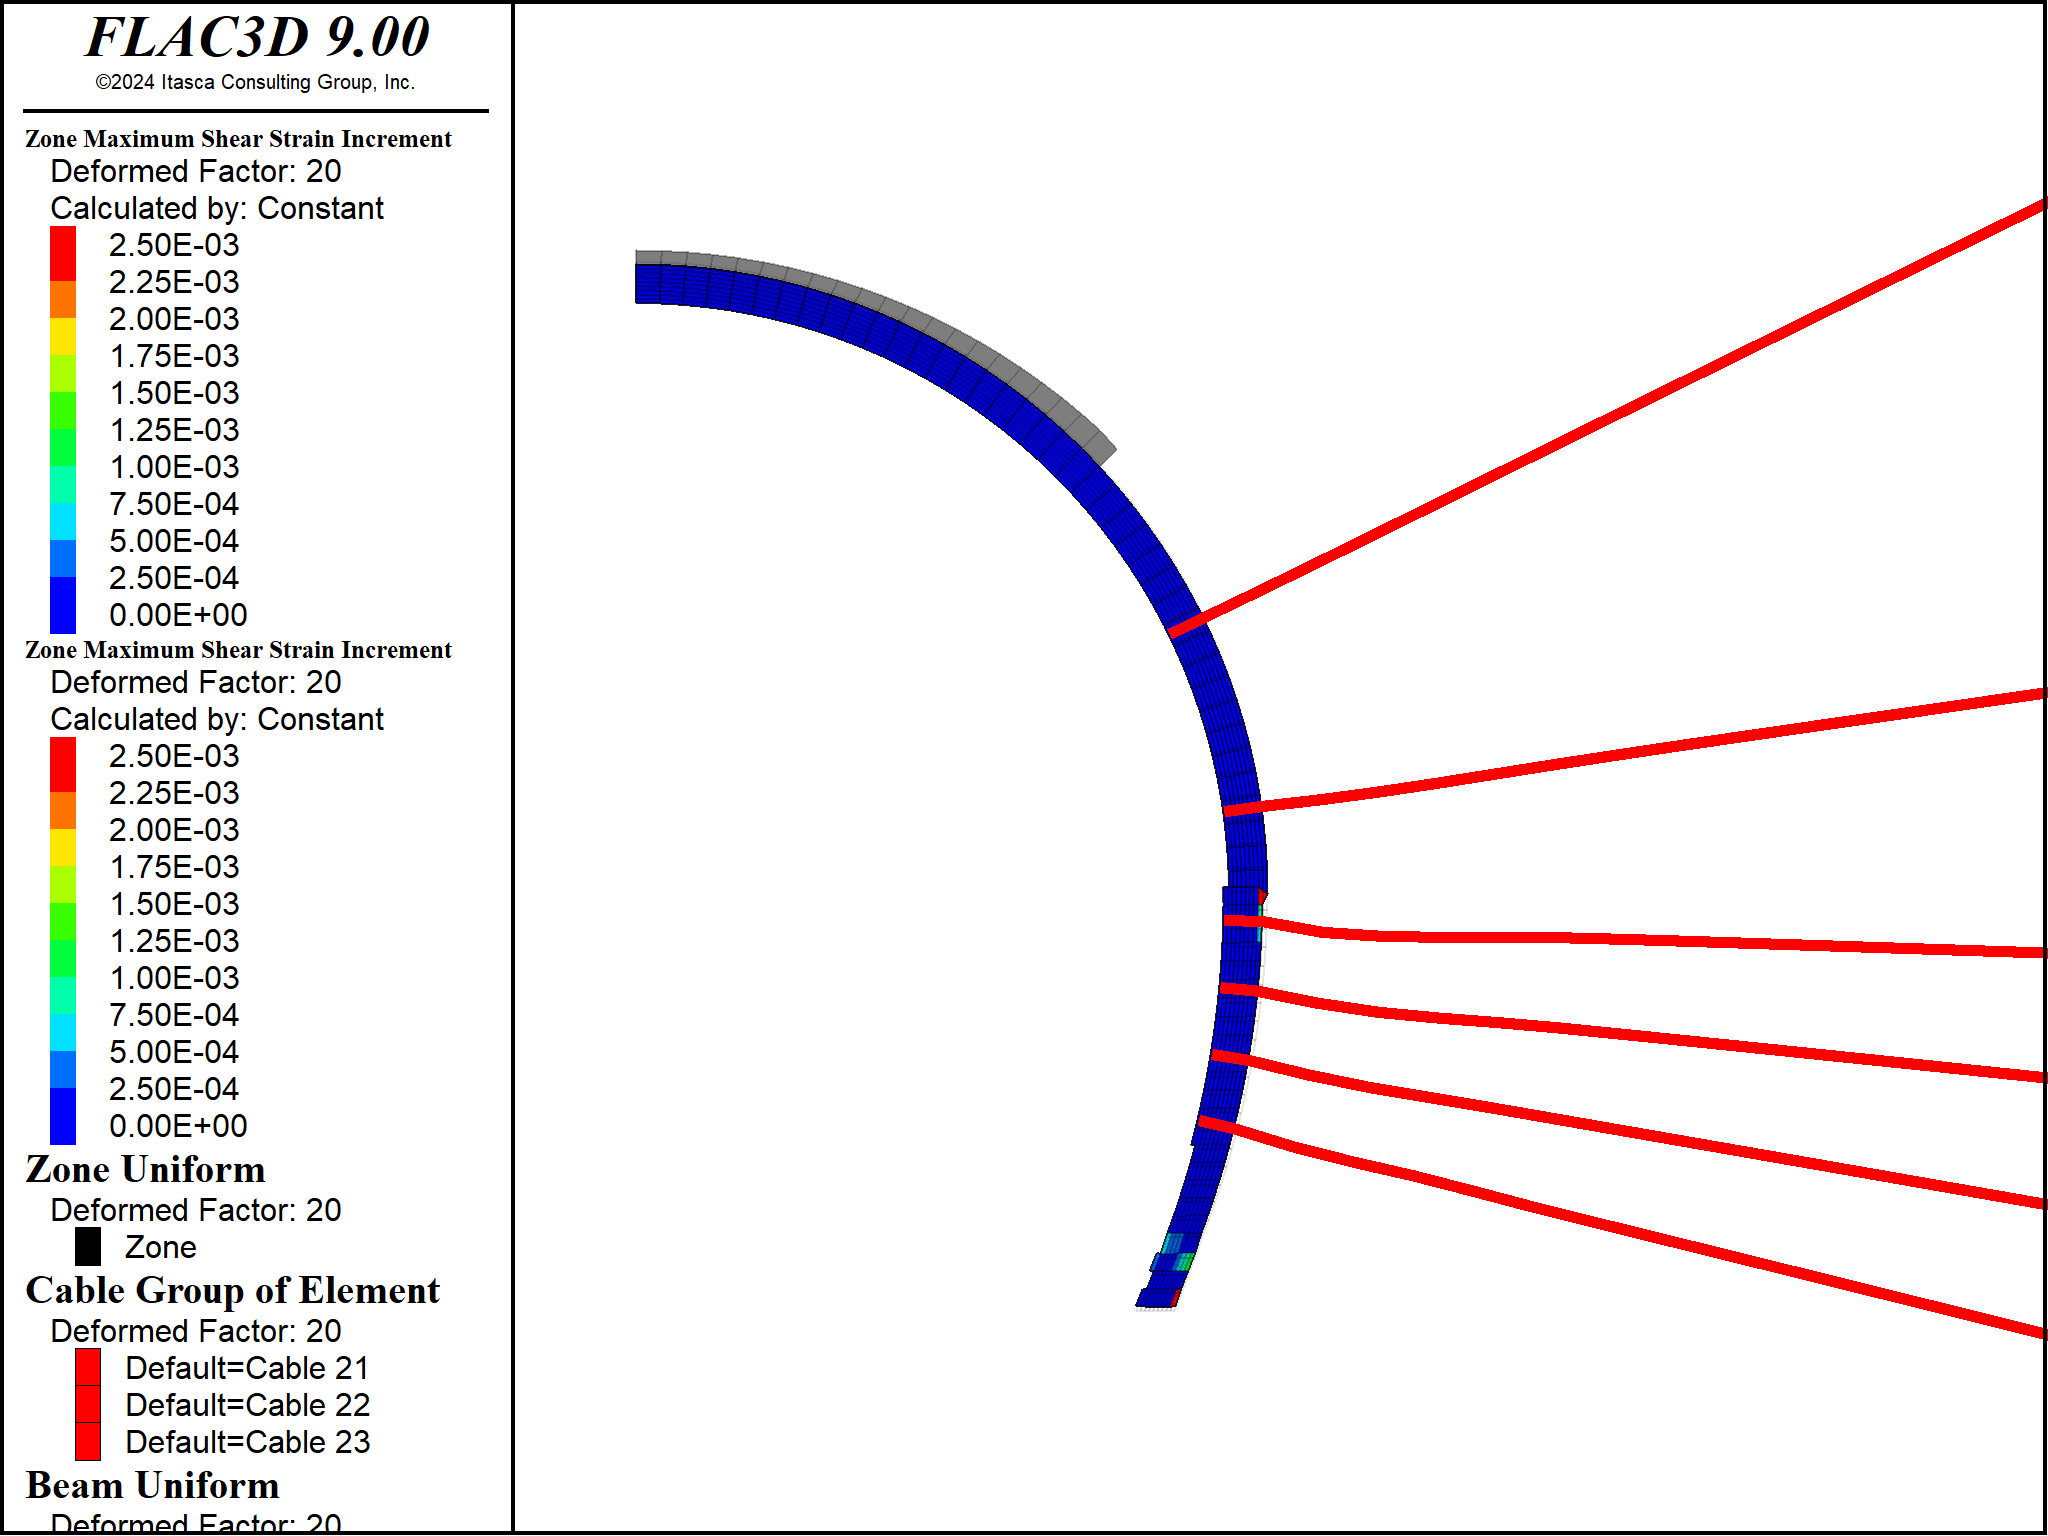 FLAC3D 9.00
©2024 Itasca Consulting Group, Inc.
Zone Maximum Shear Strain Increment
Deformed Factor: 20
Calculated by: Constant
2.50E-03
2.25E-03
2.00E-03
1.75E-03
1.50E-03
1.25E-03
1.00E-03
7.50E-04
5.00E-04
2.50E-04
0.00E+00
Zone Maximum Shear Strain Increment
Deformed Factor: 20
Calculated by: Constant
2.50E-03
2.25E-03
2.00E-03
1.75E-03
1.50E-03
1.25E-03
1.00E-03
7.50E-04
5.00E-04
2.50E-04
0.00E+00
Zone Uniform
Deformed Factor: 20
Zone
Cable Group of Element
Deformed Factor: 20
Default=Cable 21
Default=Cable 22
Default=Cable 23
Beam Uniform
Deformed Factor: 20